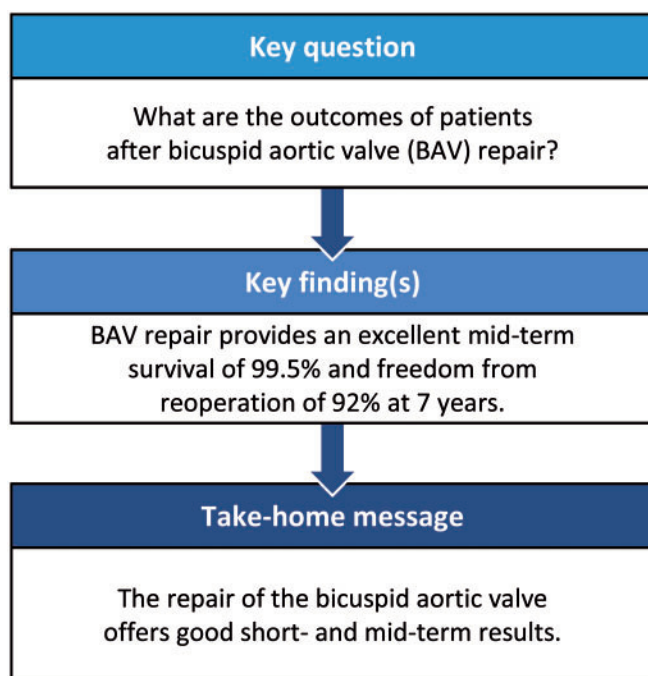 Key question
What are the outcomes of patients
after bicuspid aortic valve (BAV) repair?
Key finding(s)
BAV repair provides an excellent mid-term
survival of 99.5% and freedom from
reoperation of 92% at 7 years.
Take-home message
The repair of the bicuspid aortic valve
offers good short- and mid-term results.